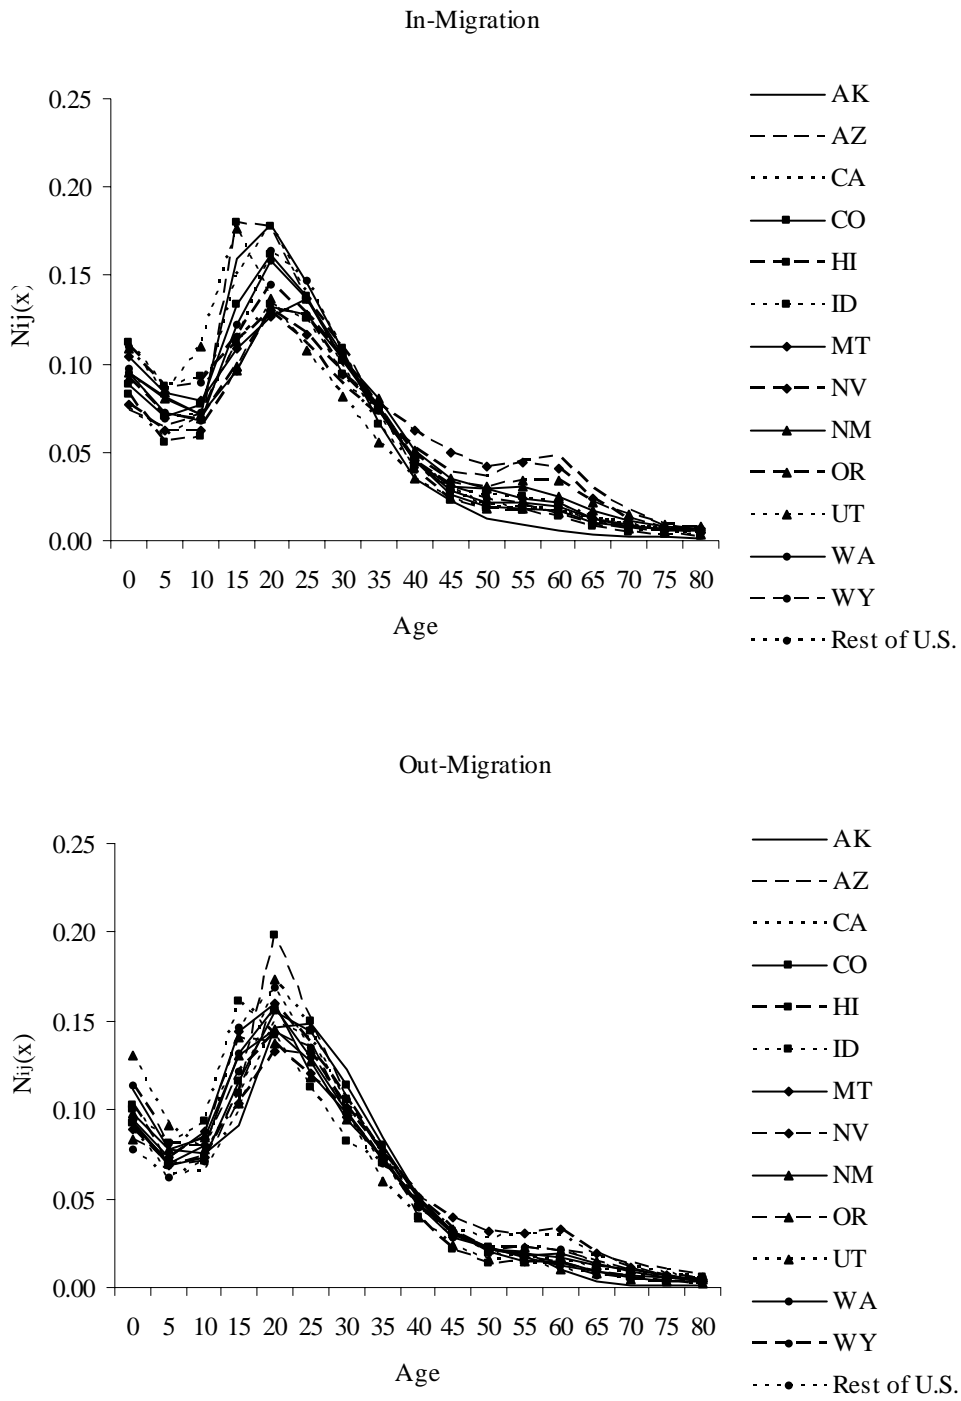 In-Migration
0.25
0.20
0.15
0.10
0.05
0.00
Nij(x)
0 5 10 15 20 25 30 35 40 45 50 55 60 65 70 75 80
Age
AK
AZ
CA
CO
HI
ID
MT
NV
NM
OR
UT
WA
WY
Rest of U.S.
Out-Migration
0.25
0.20
0.15
0.10
0.05
0.00
Nij(x)
0 5 10 15 20 25 30 35 40 45 50 55 60 65 70 75 80
Age
AK
AZ
CA
CO
HI
ID
MT
NV
NM
OR
UT
WA
WY
Rest of U.S.